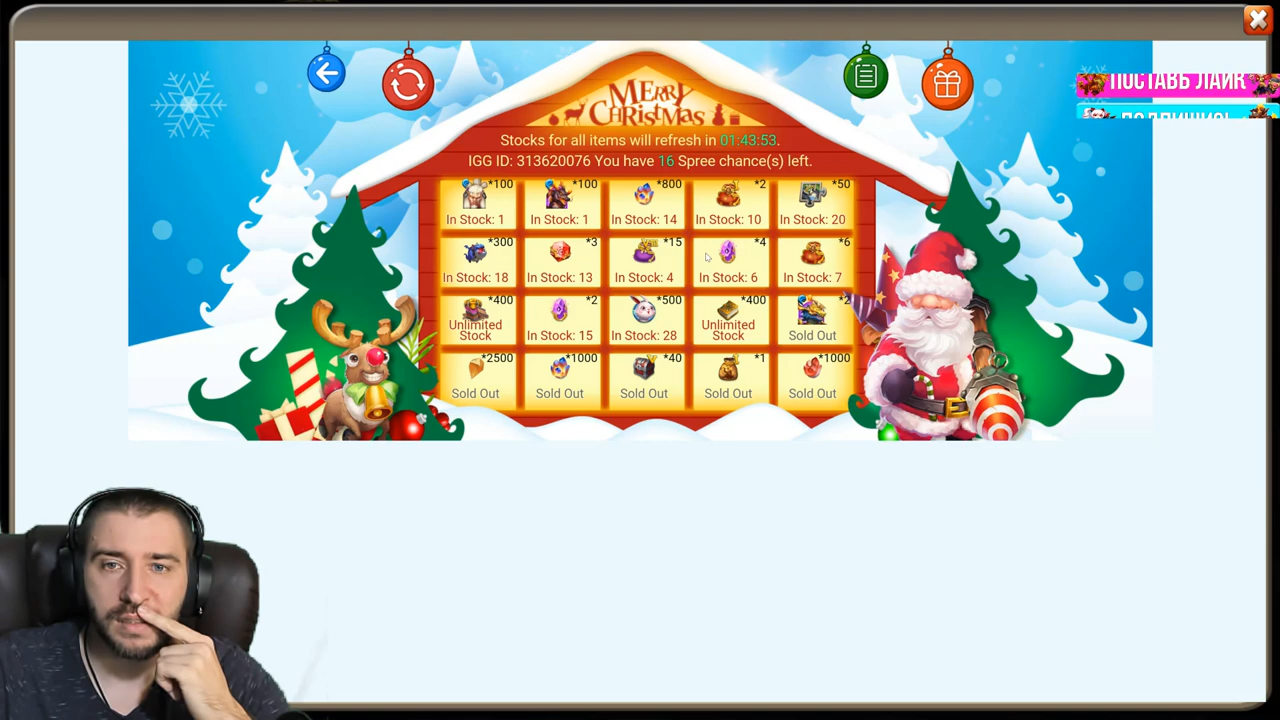 MERRY
CHRistMas
ПОСТАВЬ ЛАЙК
Stocks for all items will refresh in 01:43:53.
IGG ID: 313620076 You have 16 Spree chance(s) left.
*100 *100 *800 *2 *50
In Stock: 1 In Stock: 1 In Stock: 14 In Stock: 10 In Stock: 20
*300 *3 *15 *4 *6
In Stock: 18 In Stock: 13 In Stock: 4 In Stock: 6 In Stock: 7
*400 *2 *500 *400 *2
Unlimited Stock In Stock: 15 In Stock: 28 Unlimited Stock Sold Out
*2500 *1000 *40 *1 *1000
Sold Out Sold Out Sold Out Sold Out Sold Out